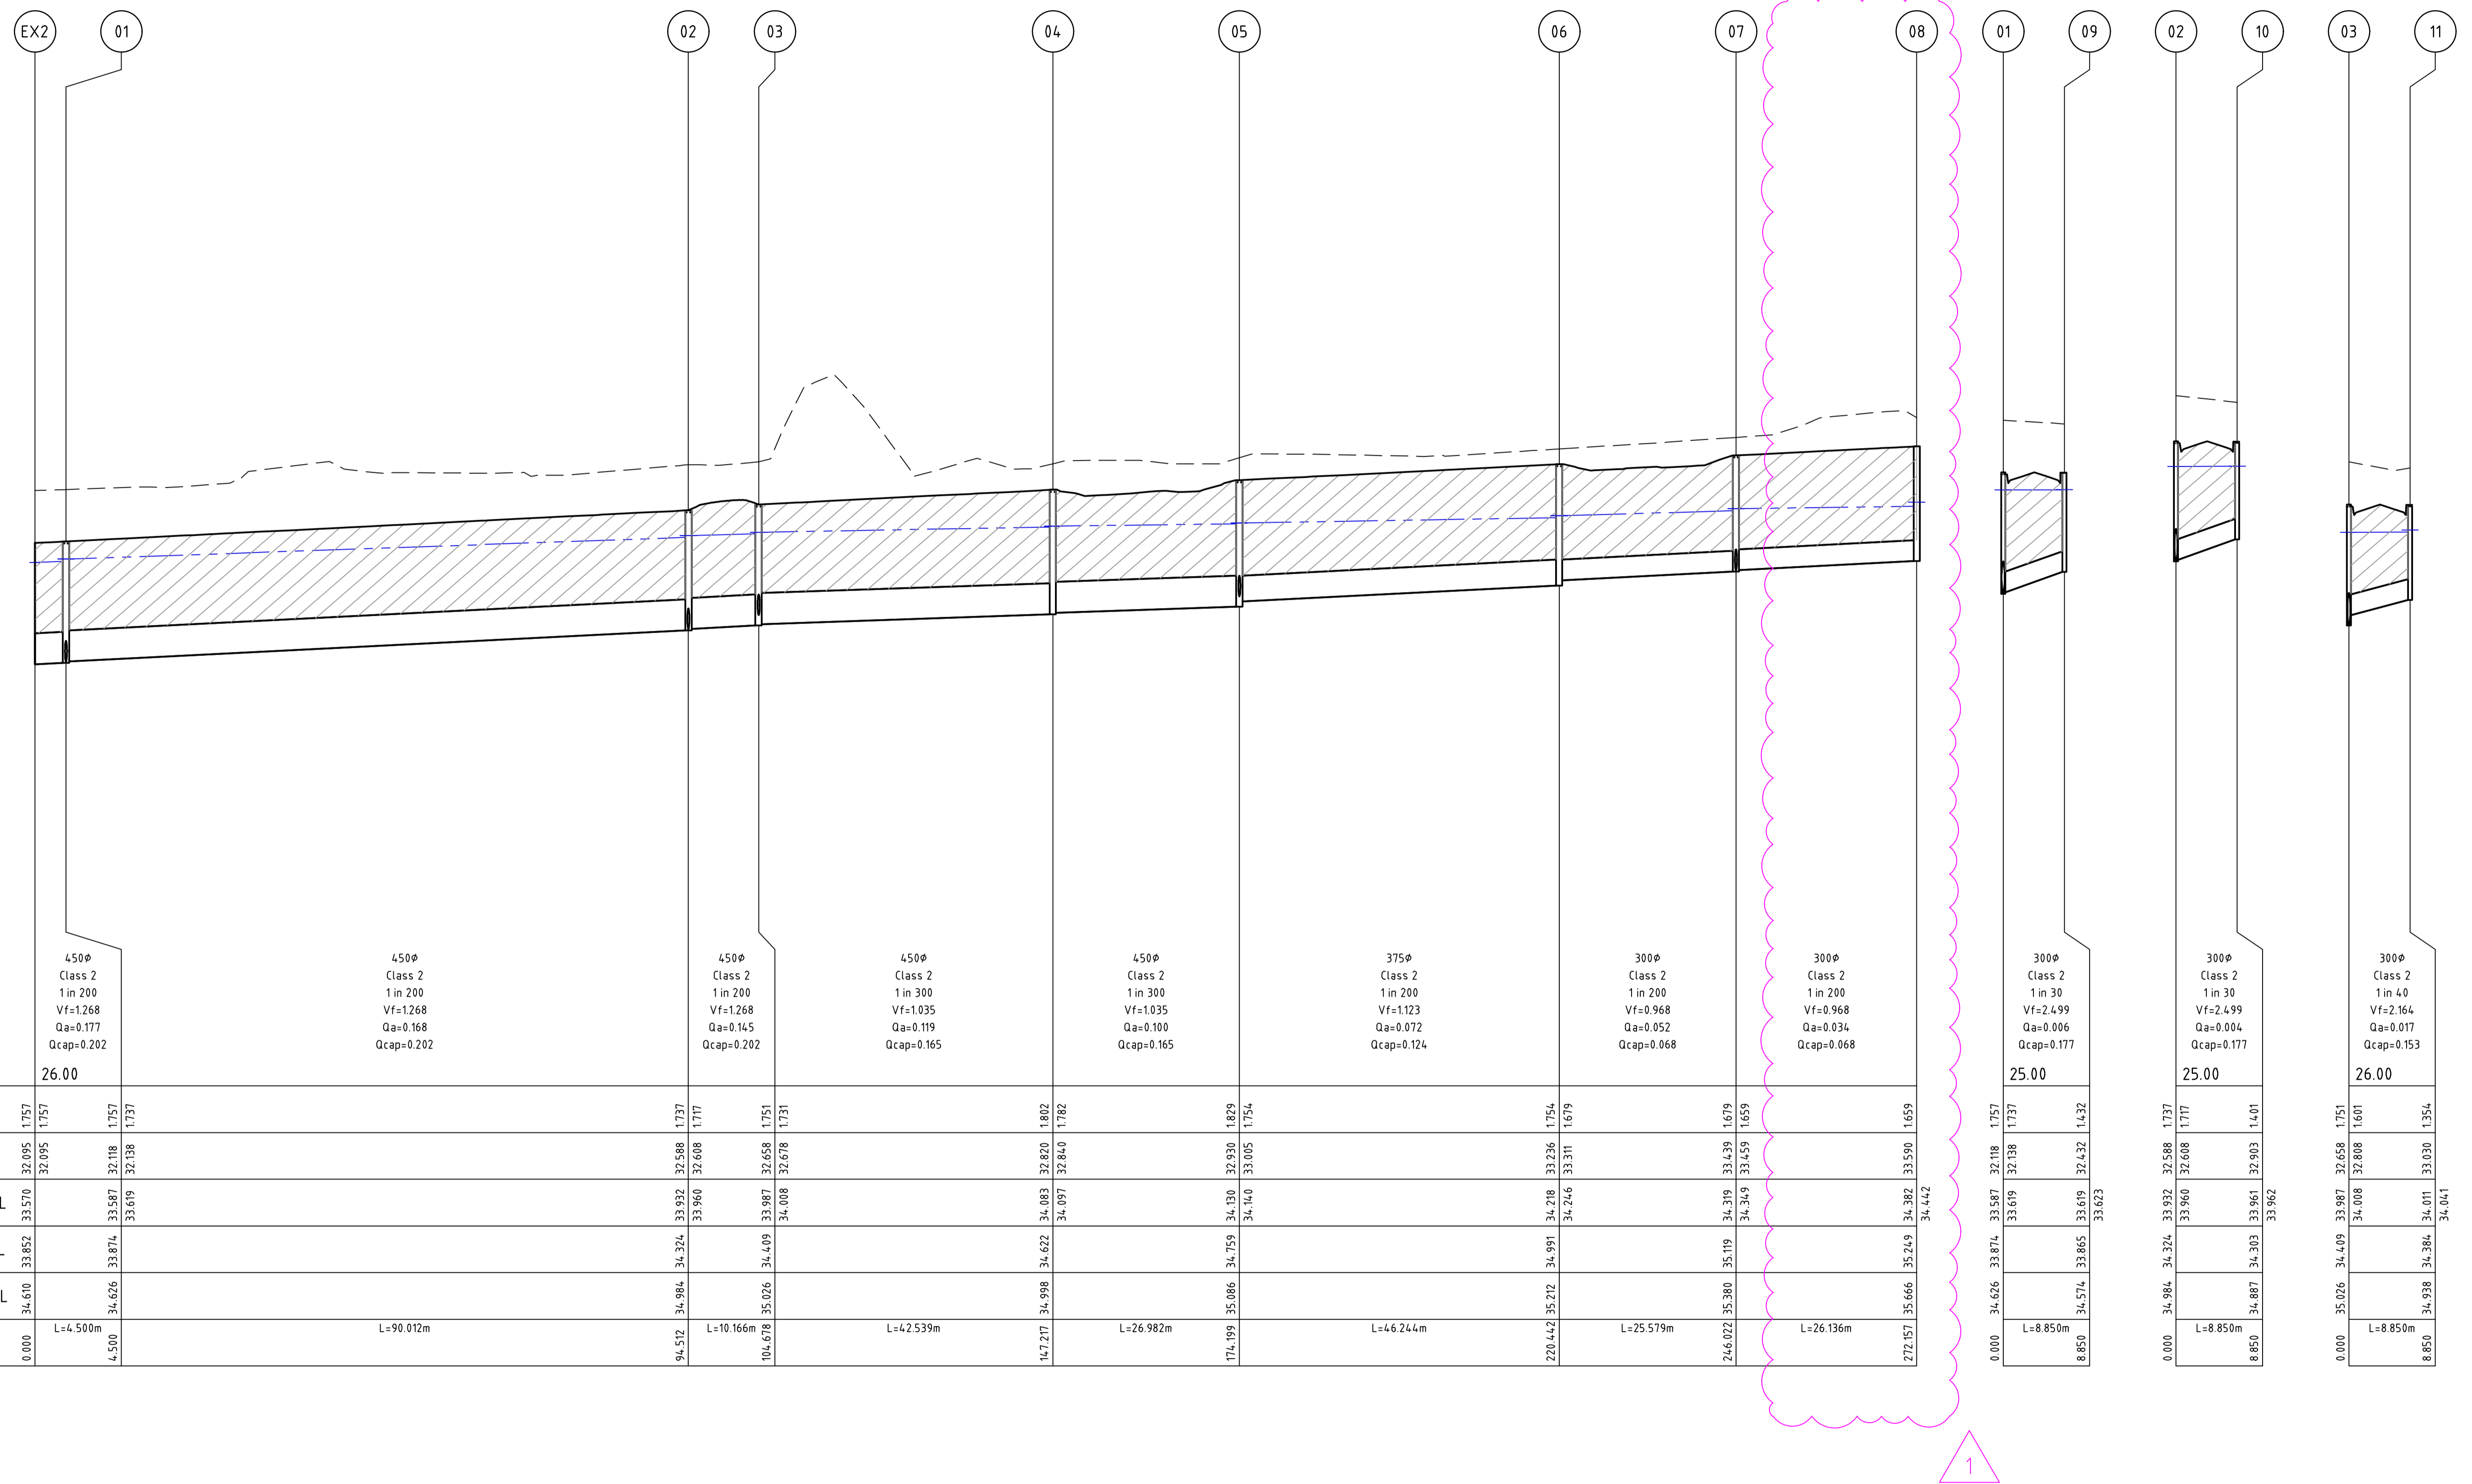 EX2 01 02 03 04 05 06 07 08 01 09 02 10 03 11
450ø 450ø 450ø 450ø 450ø 375ø 300ø 300ø 300ø 300ø 300ø
Class 2 Class 2 Class 2 Class 2 Class 2 Class 2 Class 2 Class 2 Class 2 Class 2 Class 2
1 in 200 1 in 200 1 in 200 1 in 300 1 in 300 1 in 200 1 in 200 1 in 200 1 in 30 1 in 30 1 in 40
Vf=1.268 Vf=1.268 Vf=1.268 Vf=1.035 Vf=1.035 Vf=1.123 Vf=0.968 Vf=0.968 Vf=2.499 Vf=2.499 Vf=2.164
Qa=0.177 Qa=0.168 Qa=0.145 Qa=0.119 Qa=0.100 Qa=0.072 Qa=0.052 Qa=0.034 Qa=0.006 Qa=0.004 Qa=0.017
Qcap=0.202 Qcap=0.202 Qcap=0.202 Qcap=0.165 Qcap=0.165 Qcap=0.124 Qcap=0.068 Qcap=0.068 Qcap=0.177 Qcap=0.177 Qcap=0.153
26.00 25.00 25.00 26.00
1.757 1.757 1.757 1.737 1.737 1.717 1.751 1.731 1.802 1.782 1.829 1.754 1.754 1.679 1.679 1.659 1.659 1.757 1.737 1.432 1.737 1.717 1.401 1.751 1.601 1.354
32.095 32.095 32.118 32.138 32.588 32.608 32.658 32.678 32.820 32.840 32.930 33.005 33.236 33.311 33.439 33.459 33.590 32.118 32.138 32.432 32.588 32.608 32.903 32.658 32.808 33.030
L 33.570 33.587 33.619 33.932 33.960 33.987 34.008 34.083 34.097 34.130 34.140 34.218 34.246 34.319 34.349 34.382 34.442 33.587 33.619 33.619 33.623 33.932 33.960 33.961 33.962 33.987 34.008 34.011 34.041
33.852 33.874 34.324 34.409 34.622 34.759 34.991 35.119 35.249 33.874 33.865 34.324 34.303 34.409 34.384
L 34.610 34.626 34.984 35.026 34.998 35.086 35.212 35.380 35.666 34.626 34.574 34.984 34.887 35.026 34.938
L=4.500m L=90.012m L=10.166m L=42.539m L=26.982m L=46.244m L=25.579m L=26.136m L=8.850m L=8.850m L=8.850m
0.000 4.500 94.512 104.678 147.217 174.199 220.442 246.022 272.157 0.000 8.850 0.000 8.850 0.000 8.850
1